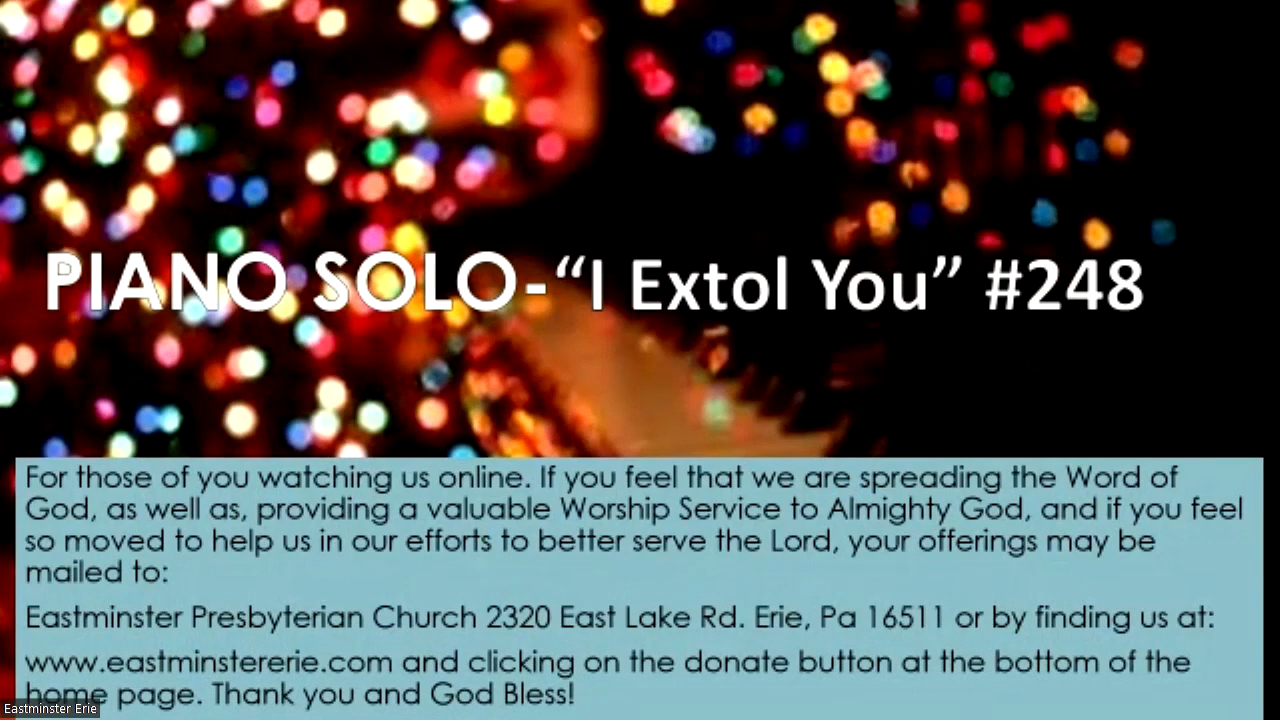 PIANO SOLO-“I Extol You” #248
For those of you watching us online. If you feel that we are spreading the Word of
God, as well as, providing a valuable Worship Service to Almighty God, and if you feel
so moved to help us in our efforts to better serve the Lord, your offerings may be
mailed to:
Eastminster Presbyterian Church 2320 East Lake Rd. Erie, Pa 16511 or by finding us at:
www.eastminstererie.com and clicking on the donate button at the bottom of the
home page. Thank you and God Bless!
Eastminster Erie